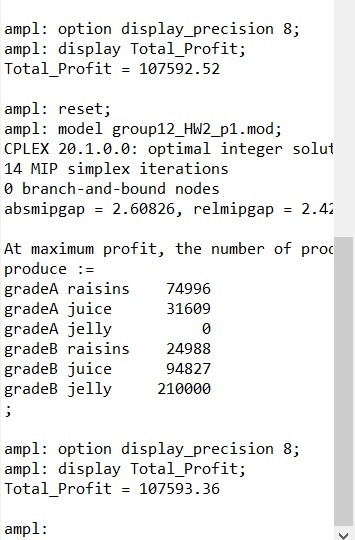 ampl: option display_precision 8;
ampl: display Total_Profit;
Total_Profit = 107592.52
ampl: reset;
ampl: model group12_HW2_p1.mod;
CPLEX 20.1.0.0: optimal integer solut
14 MIP simplex iterations
0 branch-and-bound nodes
absmipgap = 2.60826, relmipgap = 2.42
At maximum profit, the number of prod
produce :=
gradeA raisins 74996
gradeA juice 31609
gradeA jelly 0
gradeB raisins 24988
gradeB juice 94827
gradeB jelly 210000
;
ampl: option display_precision 8;
ampl: display Total_Profit;
Total_Profit = 107593.36
ampl: